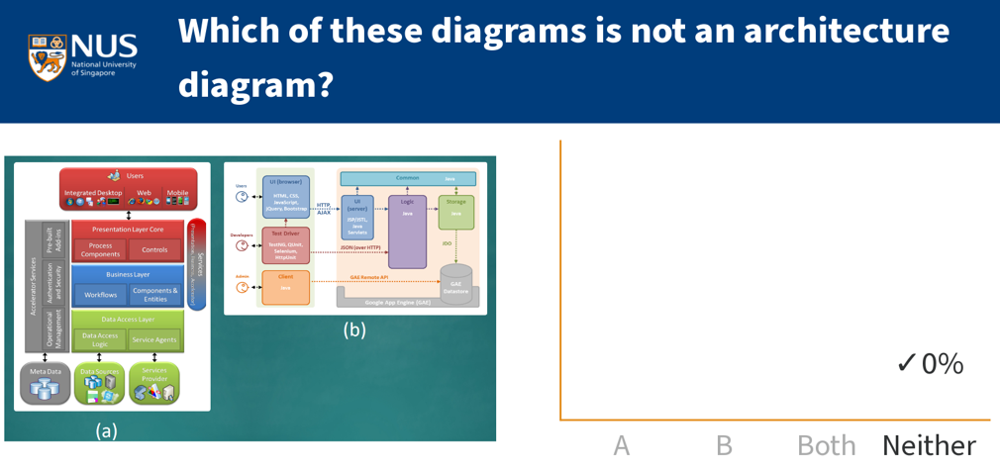 NUS
National University
of Singapore
Which of these diagrams is not an architecture
diagram?
Users
Integrated Desktop
Web
Mobile
Accelerator Services
Pre-built
Add-ins
Authentication
and Security
Operational
Management
Presentation Layer Core
Process
Components
Controls
Business Layer
Workflows
Components &
Entities
Data Access Layer
Data Access
Logic
Service Agents
Services
Meta Data
Data Sources
Services
Provider
(a)
Users
Developers
Admin
UI (browser)
HTML, CSS,
JavaScript,
jQuery, Bootstrap
Test Driver
TestNG, QUnit,
Selenium,
HttpUnit
Client
Java
HTTP,
AJAX
JSON (over HTTP)
GAE Remote API
Common
Java
UI
(server)
JSP/JSTL,
Java
Servlets
Logic
Java
Storage
Java
JDO
GAE
Datastore
Google App Engine (GAE)
(b)
✓0%
A
B
Both
Neither